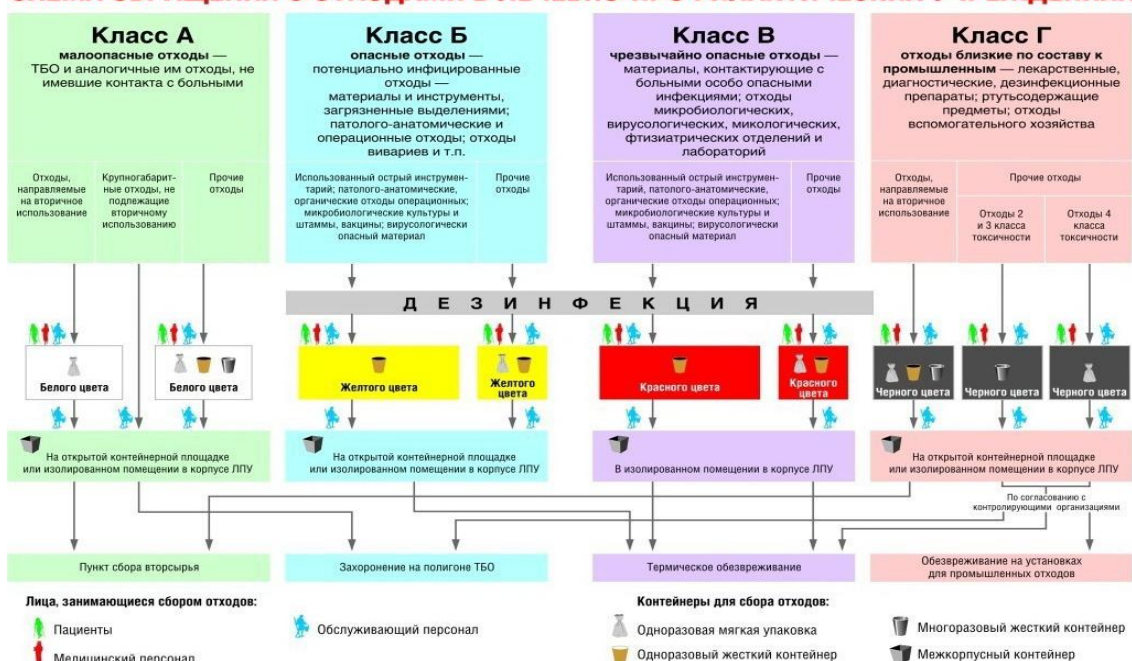 Класс А
малоопасные отходы —
ТБО и аналогичные им отходы, не
имевшие контакта с больными
Отходы,
направляемые
на вторичное
использование
Крупногабарит-
ные отходы, не
подлежащие
вторичному
использованию
Прочие
отходы
Класс Б
опасные отходы —
потенциально инфицированные
отходы —
материалы и инструменты,
загрязненные выделениями;
патолого-анатомические и
операционные отходы; отходы
вивариев и т.п.
Использованный острый инструмен-
тарий; патолого-анатомические,
органические отходы операционных;
микробиологические культуры и
штаммы, вакцины; вирусологически
опасный материал
Прочие
отходы
Класс В
чрезвычайно опасные отходы —
материалы, контактирующие с
больными особо опасными
инфекциями; отходы
микробиологических,
вирусологических, микологических,
фтизиатрических отделений и
лабораторий
Использованный острый инструмен-
тарий, патолого-анатомические,
органические отходы операционных;
микробиологические культуры и
штаммы, вакцины; вирусологически
опасный материал
Прочие
отходы
Класс Г
отходы близкие по составу к
промышленным — лекарственные,
диагностические, дезинфекционные
препараты; ртутьсодержащие
предметы; отходы
вспомогательного хозяйства
Отходы,
направляемые
на вторичное
использование
Прочие отходы
Отходы 2
и 3 класса
токсичности
Отходы 4
класса
токсичности
ДЕЗИНФЕКЦИЯ
Белого цвета
Белого цвета
Желтого цвета
Желтого
цвета
Красного цвета
Красного
цвета
Черного цвета
Черного цвета
Черного цвета
На открытой контейнерной площадке
или изолированном помещении в корпусе ЛПУ
На открытой контейнерной площадке
или изолированном помещении в корпусе ЛПУ
В изолированном помещении в корпусе ЛПУ
На открытой контейнерной площадке
или изолированном помещении в корпусе ЛПУ
По согласованию с
контролирующими организациями
Пункт сбора вторсырья
Захоронение на полигоне ТБО
Термическое обезвреживание
Обезвреживание на установках
для промышленных отходов
Лица, занимающиеся сбором отходов:
Пациенты
Медицинский персонал
Обслуживающий персонал
Контейнеры для сбора отходов:
Одноразовая мягкая упаковка
Одноразовый жесткий контейнер
Многоразовый жесткий контейнер
Межкорпусный контейнер